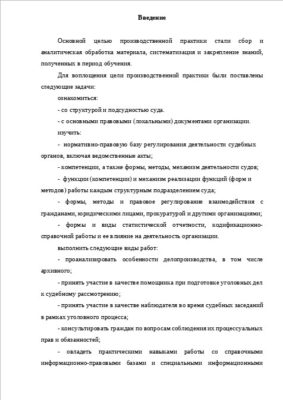 Введение
Основной целью производственной практики стали сбор и
аналитическая обработка материала, систематизация и закрепление знаний,
полученных в период обучения.
Для воплощения цели производственной практики были поставлены
следующие задачи:
ознакомиться:
- со структурой и подсудностью суда.
- с основными правовыми (локальными) документами организации.
изучить:
- нормативно-правовую базу регулирования деятельности судебных
органов, включая ведомственные акты;
- компетенции, а также формы, методы, механизм деятельности судов;
- функции (компетенции) и механизм реализации функций (форм и
методов) работы каждым структурным подразделением суда;
- формы, методы и правовое регулирование взаимодействия с
гражданами, юридическими лицами, прокуратурой и другими организациями;
- формы и виды статистической отчетности, кодификационно-
справочной работы и ее влияние на деятельность организации.
выполнить следующие виды работ:
- проанализировать особенности делопроизводства, в том числе
архивного;
- принять участие в качестве помощника при подготовке уголовных дел
к судебному рассмотрению;
- принять участие в качестве наблюдателя во время судебных заседаний
в рамках уголовного процесса;
- консультировать граждан по вопросам соблюдения их процессуальных
прав и обязанностей;
- овладеть практическими навыками работы со справочными
информационно-правовыми базами и специальными информационными